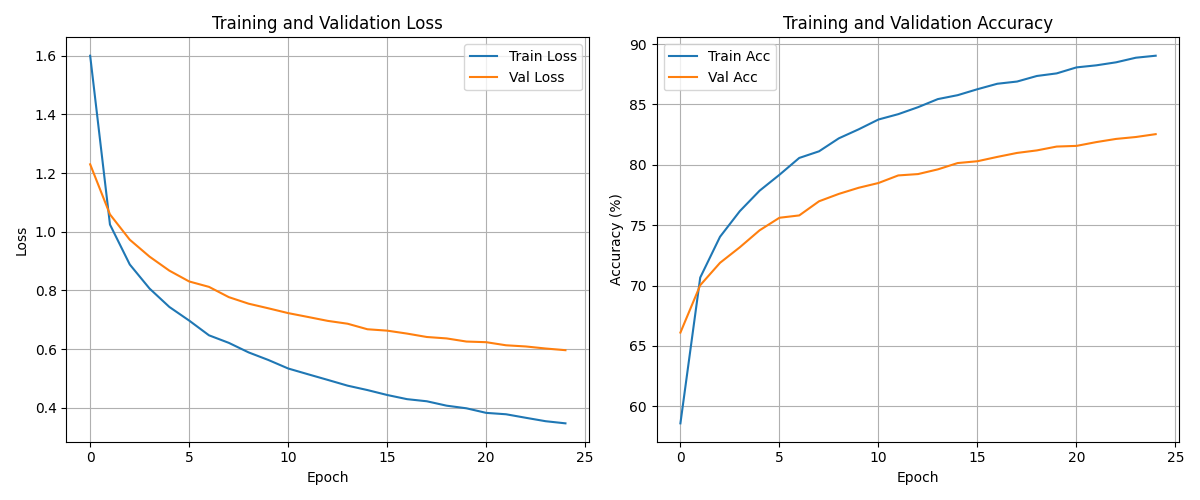 Training and Validation Loss
Train Loss
Val Loss
1.6
1.4
1.2
1.0
0.8
0.6
0.4
Loss
0 5 10 15 20 25
Epoch
Training and Validation Accuracy
Train Acc
Val Acc
90
85
80
75
70
65
60
Accuracy (%)
0 5 10 15 20 25
Epoch